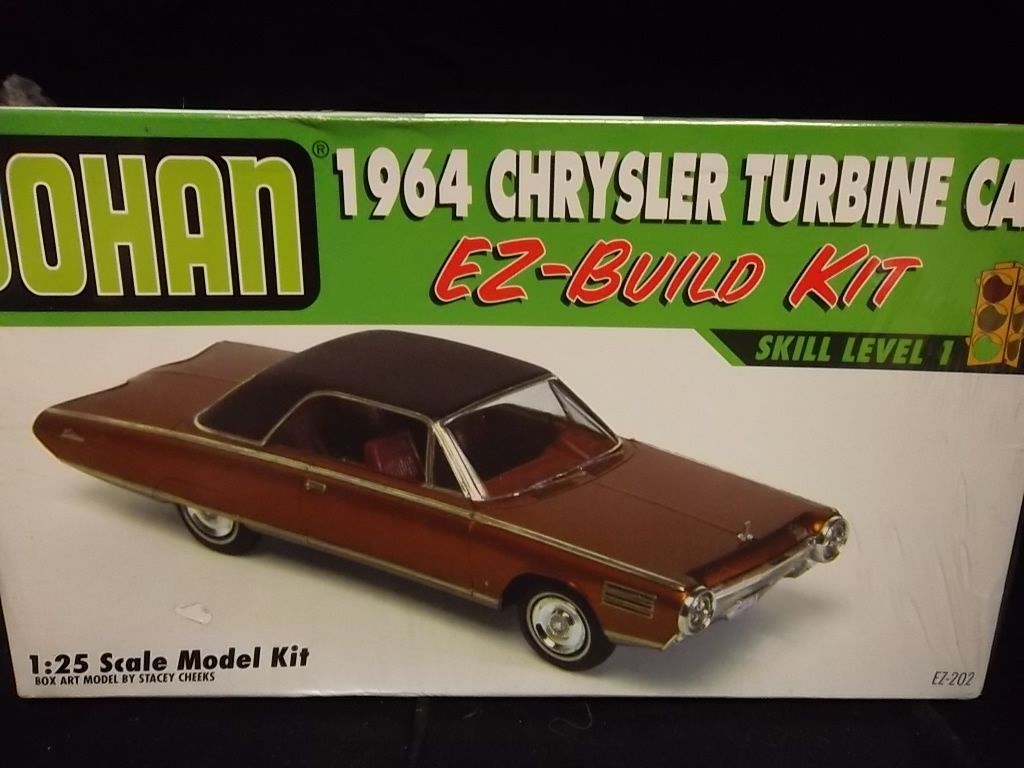 JOHAN®
1964 CHRYSLER TURBINE CA
EZ-BUILD KIT
SKILL LEVEL 1
1:25 Scale Model Kit
BOX ART MODEL BY STACEY CHEEKS
EZ-202